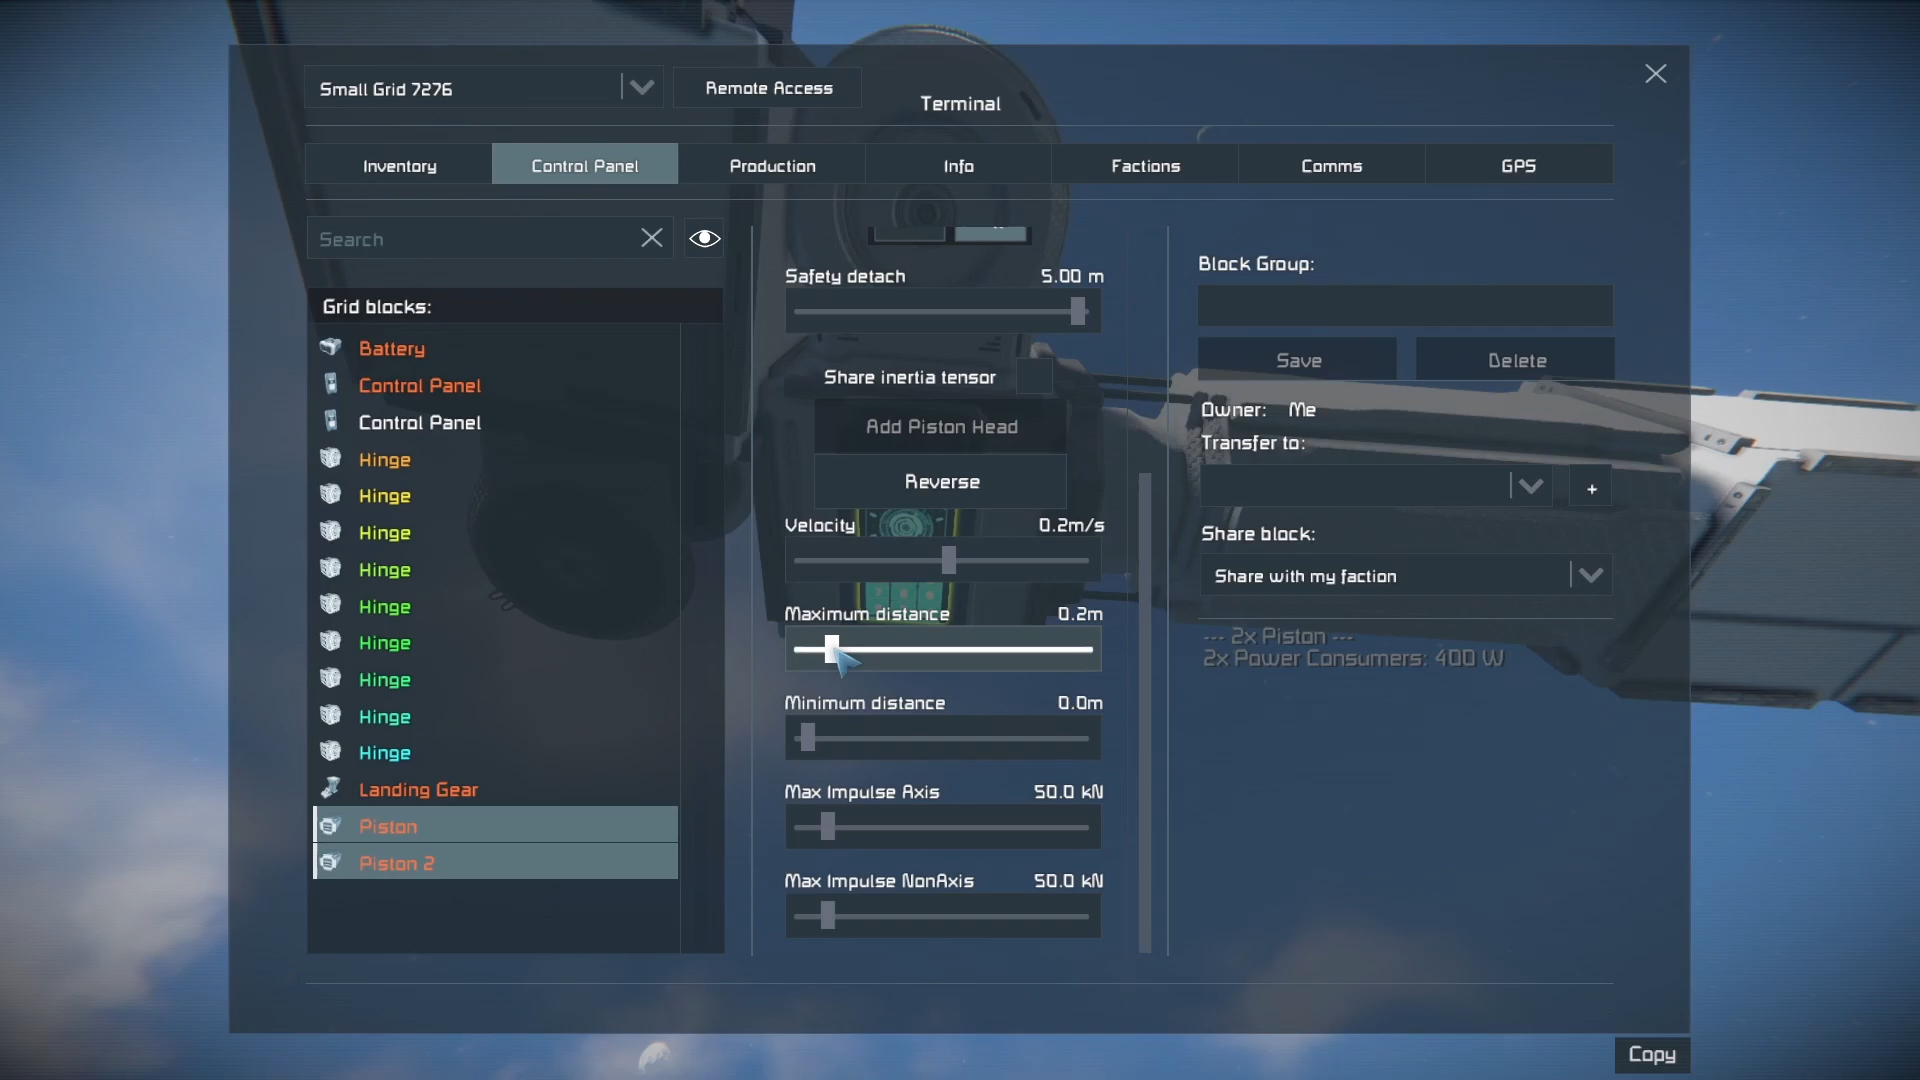 Small Grid 7276
Remote Access
Terminal
Inventory
Control Panel
Production
Info
Factions
Comms
GPS
Search
Grid blocks:
Battery
Control Panel
Control Panel
Hinge
Hinge
Hinge
Hinge
Hinge
Hinge
Hinge
Hinge
Hinge
Landing Gear
Piston
Piston 2
Safety detach 5.00 m
Share inertia tensor
Add Piston Head
Reverse
Velocity 0.2m/s
Maximum distance 0.2m
Minimum distance 0.0m
Max Impulse Axis 50.0 kN
Max Impulse NonAxis 50.0 kN
Block Group:
Save
Delete
Owner: Me
Transfer to:
+
Share block:
Share with my faction
--- 2x Piston ---
2x Power Consumers: 400 W
Copy